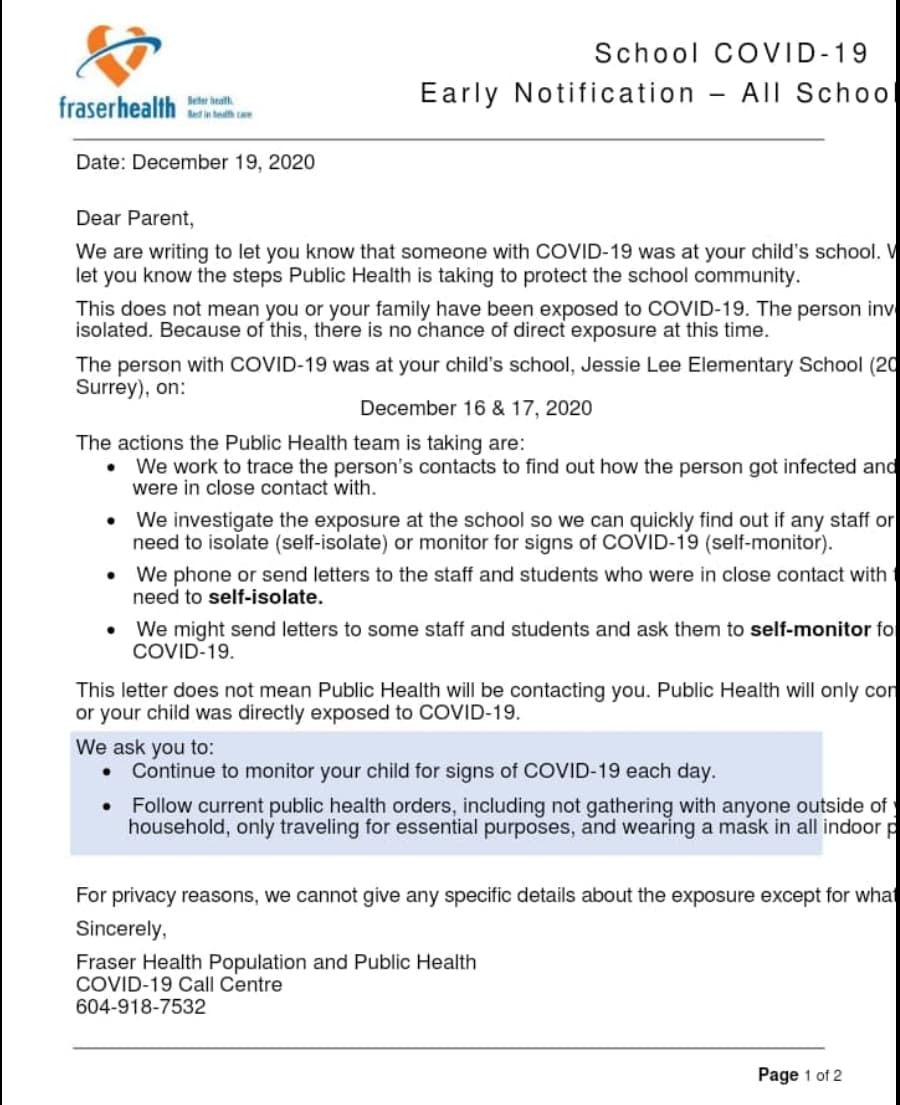 School COVID-19
fraserhealth Better health. Best in health care
Early Notification – All School
Date: December 19, 2020
Dear Parent,
We are writing to let you know that someone with COVID-19 was at your child's school.
let you know the steps Public Health is taking to protect the school community.
This does not mean you or your family have been exposed to COVID-19. The person inv
isolated. Because of this, there is no chance of direct exposure at this time.
The person with COVID-19 was at your child's school, Jessie Lee Elementary School (20
Surrey), on:
December 16 & 17, 2020
The actions the Public Health team is taking are:
• We work to trace the person's contacts to find out how the person got infected and
were in close contact with.
• We investigate the exposure at the school so we can quickly find out if any staff or
need to isolate (self-isolate) or monitor for signs of COVID-19 (self-monitor).
• We phone or send letters to the staff and students who were in close contact with
need to self-isolate.
• We might send letters to some staff and students and ask them to self-monitor fo
COVID-19.
This letter does not mean Public Health will be contacting you. Public Health will only con
or your child was directly exposed to COVID-19.
We ask you to:
• Continue to monitor your child for signs of COVID-19 each day.
• Follow current public health orders, including not gathering with anyone outside of
household, only traveling for essential purposes, and wearing a mask in all indoor p
For privacy reasons, we cannot give any specific details about the exposure except for what
Sincerely,
Fraser Health Population and Public Health
COVID-19 Call Centre
604-918-7532
Page 1 of 2